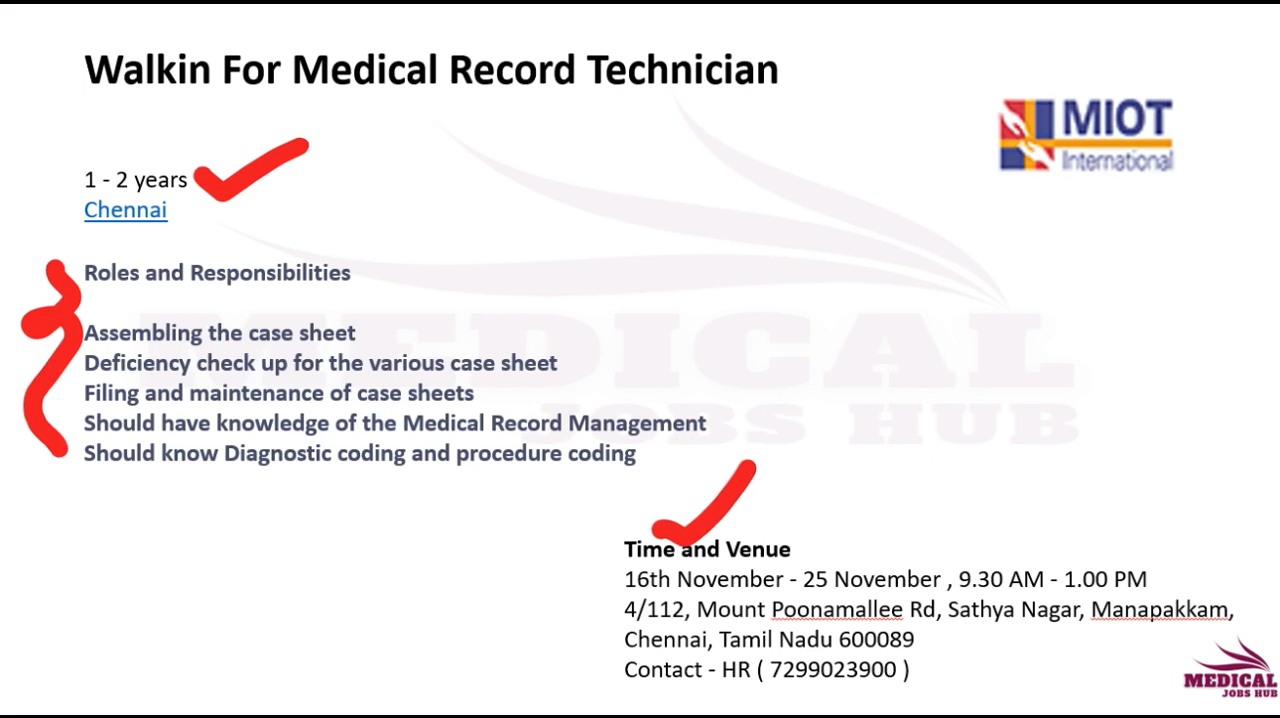 Walkin For Medical Record Technician
MIOT
International
1 - 2 years
Chennai
Roles and Responsibilities
Assembling the case sheet
Deficiency check up for the various case sheet
Filing and maintenance of case sheets
Should have knowledge of the Medical Record Management
Should know Diagnostic coding and procedure coding
MEDICAL
JOBS HUB
Time and Venue
16th November - 25 November , 9.30 AM - 1.00 PM
4/112, Mount Poonamallee Rd, Sathya Nagar, Manapakkam,
Chennai, Tamil Nadu 600089
Contact - HR ( 7299023900 )
MEDICAL
JOBS HUB